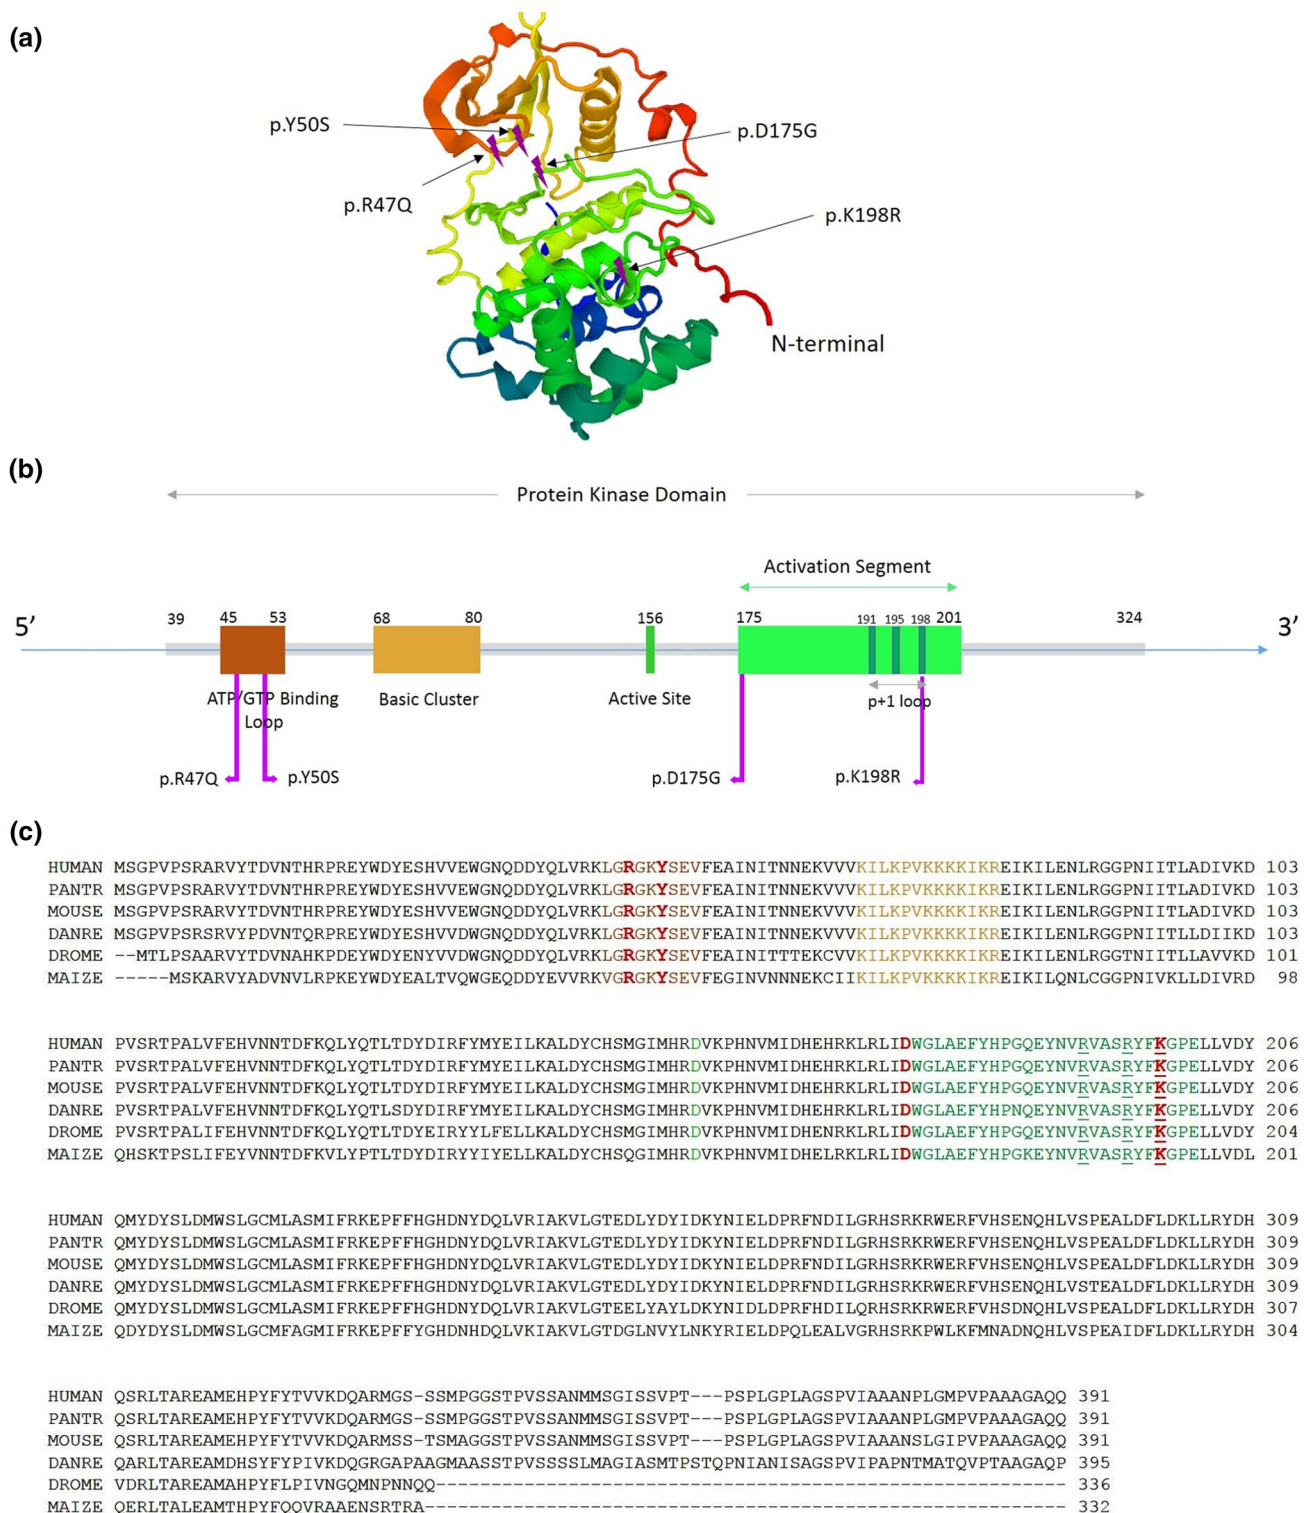 (a)
p.Y50S
p.D175G
p.R47Q
p.K198R
N-terminal
(b)
Protein Kinase Domain
Activation Segment
5’ 39 45 53 68 80 156 175 191 195 198 201 324 3’
ATP/GTP Binding Loop
Basic Cluster
Active Site
p+1 loop
p.R47Q
p.Y50S
p.D175G
p.K198R
(c)
HUMAN MSGPVPSRARVYTDVNTHRPREYWDYESHVVEWGNQDDYQLVRKLGRGKYSEVFEAINITNNEKVVVKILKPVKKKKIKREIKILENLRGGPNIITLADIVKD 103
PANTR MSGPVPSRARVYTDVNTHRPREYWDYESHVVEWGNQDDYQLVRKLGRGKYSEVFEAINITNNEKVVVKILKPVKKKKIKREIKILENLRGGPNIITLADIVKD 103
MOUSE MSGPVPSRARVYTDVNTHRPREYWDYESHVVEWGNQDDYQLVRKLGRGKYSEVFEAINITNNEKVVVKILKPVKKKKIKREIKILENLRGGPNIITLADIVKD 103
DANRE MSGPVPSRSRVYPDVNTQRPREYWDYESHVVDWGNQDDYQLVRKLGRGKYSEVFEAINITNNEKVVVKILKPVKKKKIKREIKILENLRGGPNIITLLDIIKD 103
DROME --MTLPSAARVYTDVNAHKPDEYWDYENYVVDWGNQDDYQLVRKLGRGKYSEVFEAINITTTEKCVVKILKPVKKKKIKREIKILENLRGGTNIITLLAVVKD 101
MAIZE -----MSKARVYADVNVLRPKEYWDYEALTVQWGEQDDYEVVRKVGRGKYSEVFEGINVNNNEKCIIKILKPVKKKKIKREIKILQNLCGGPNIVKLLDIVRD 98
HUMAN PVSRTPALVFEHVNNTDFKQLYQTLTDYDIRFYMYEILKALDYCHSMGIMHRDVKPHNVMIDHEHRKLRLIDWGLAEFYHPGQEYNVRVASRYFKGPELLVDY 206
PANTR PVSRTPALVFEHVNNTDFKQLYQTLTDYDIRFYMYEILKALDYCHSMGIMHRDVKPHNVMIDHEHRKLRLIDWGLAEFYHPGQEYNVRVASRYFKGPELLVDY 206
MOUSE PVSRTPALVFEHVNNTDFKQLYQTLTDYDIRFYMYEILKALDYCHSMGIMHRDVKPHNVMIDHEHRKLRLIDWGLAEFYHPGQEYNVRVASRYFKGPELLVDY 206
DANRE PVSRTPALVFEHVNNTDFKQLYQTLSDYDIRFYMYEILKALDYCHSMGIMHRDVKPHNVMIDHEHRKLRLIDWGLAEFYHPNQEYNVRVASRYFKGPELLVDY 206
DROME PVSRTPALIFEHVNNTDFKQLYQTLTDYEIRYYLFELLKALDYCHSMGIMHRDVKPHNVMIDHENRKLRLIDWGLAEFYHPGQEYNVRVASRYFKGPELLVDY 204
MAIZE QHSKTPSLIFEYVNNTDFKVLYPTLTDYDIRYYIYELLKALDYCHSQGIMHRDVKPHNVMIDHELRKLRLIDWGLAEFYHPGKEYNVRVASRYFKGPELLVDL 201
HUMAN QMYDYSLDMWSLGCMLASMIFRKEPFFHGHDNYDQLVRIAKVLGTEDLYDYIDKYNIELDPRFNDILGRHSRKRWERFVHSENQHLVSPEALDFLDKLLRYDH 309
PANTR QMYDYSLDMWSLGCMLASMIFRKEPFFHGHDNYDQLVRIAKVLGTEDLYDYIDKYNIELDPRFNDILGRHSRKRWERFVHSENQHLVSPEALDFLDKLLRYDH 309
MOUSE QMYDYSLDMWSLGCMLASMIFRKEPFFHGHDNYDQLVRIAKVLGTEDLYDYIDKYNIELDPRFNDILGRHSRKRWERFVHSENQHLVSPEALDFLDKLLRYDH 309
DANRE QMYDYSLDMWSLGCMLASMIFRKEPFFHGHDNYDQLVRIAKVLGTEDLYDYIDKYNIELDPRFNDILGRHSRKRWERFVHSENQHLVSTEALDFLDKLLRYDH 309
DROME QMYDYSLDMWSLGCMLASMIFRKEPFFHGHDNYDQLVRIAKVLGTEELYAYLDKYNIDLDPRFHDILQRHSRKRWERFVHSDNQHLVSPEALDFLDKLLRYDH 307
MAIZE QDYDYSLDMWSLGCMFAGMIFRKEPFFYGHDNHDQLVKIAKVLGTDGLNVYLNKYRIELDPQLEALVGRHSRKPWLKFMNADNQHLVSPEAIDFLDKLLRYDH 304
HUMAN QSRLTAREAMEHPYFYTVVKDQARMGS-SSMPGGSTPVSSANMMSGISSVPT---PSPLGPLAGSPVIAAANPLGMPVPAAAGAQQ 391
PANTR QSRLTAREAMEHPYFYTVVKDQARMGS-SSMPGGSTPVSSANMMSGISSVPT---PSPLGPLAGSPVIAAANPLGMPVPAAAGAQQ 391
MOUSE QSRLTAREAMEHPYFYTVVKDQARMSS-TSMAGGSTPVSSANMMSGISSVPT---PSPLGPLAGSPVIAAANSLGIPVPAAAGAQQ 391
DANRE QARLTAREAMDHSYFYPIVKDQGRGAPAAGMAASSTPVSSSSLMAGIASMTPSTQPNIANISAGSPVIPAPNTMATQVPTAAGAQP 395
DROME VDRLTAREAMAHPYFLPIVNGQMNPNNQQ--------------------------------------------------------- 336
MAIZE QERLTALEAMTHPYFQQVRAAENSRTRA---------------------------------------------------------- 332